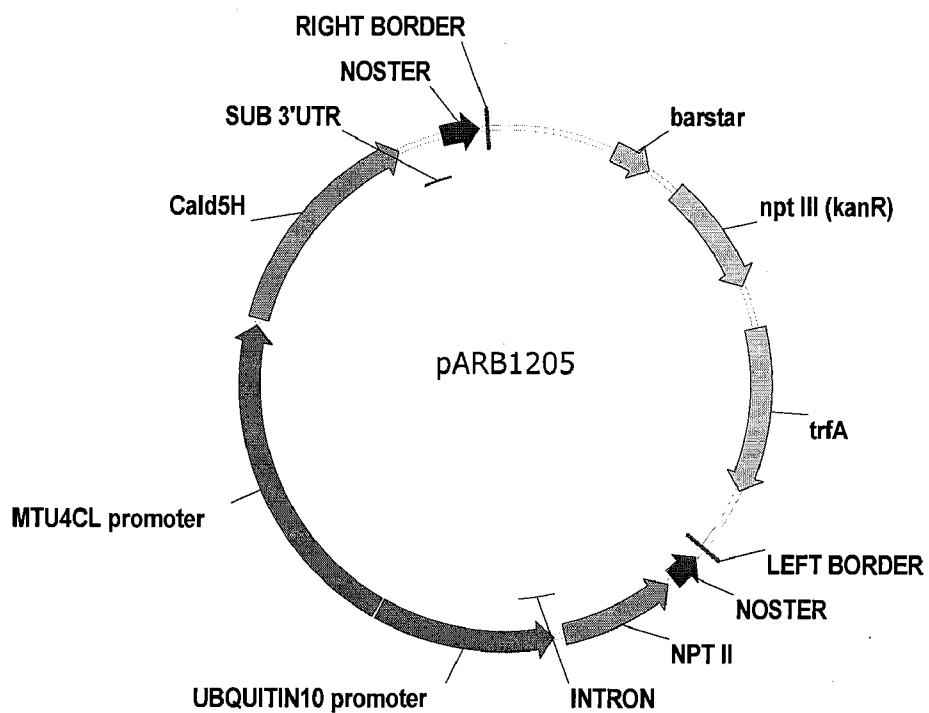 RIGHT BORDER
NOSTER
SUB 3'UTR
barstar
Cald5H
npt III (kanR)
pARB1205
trfA
MTU4CL promoter
LEFT BORDER
NOSTER
NPT II
UBQUITIN10 promoter
INTRON